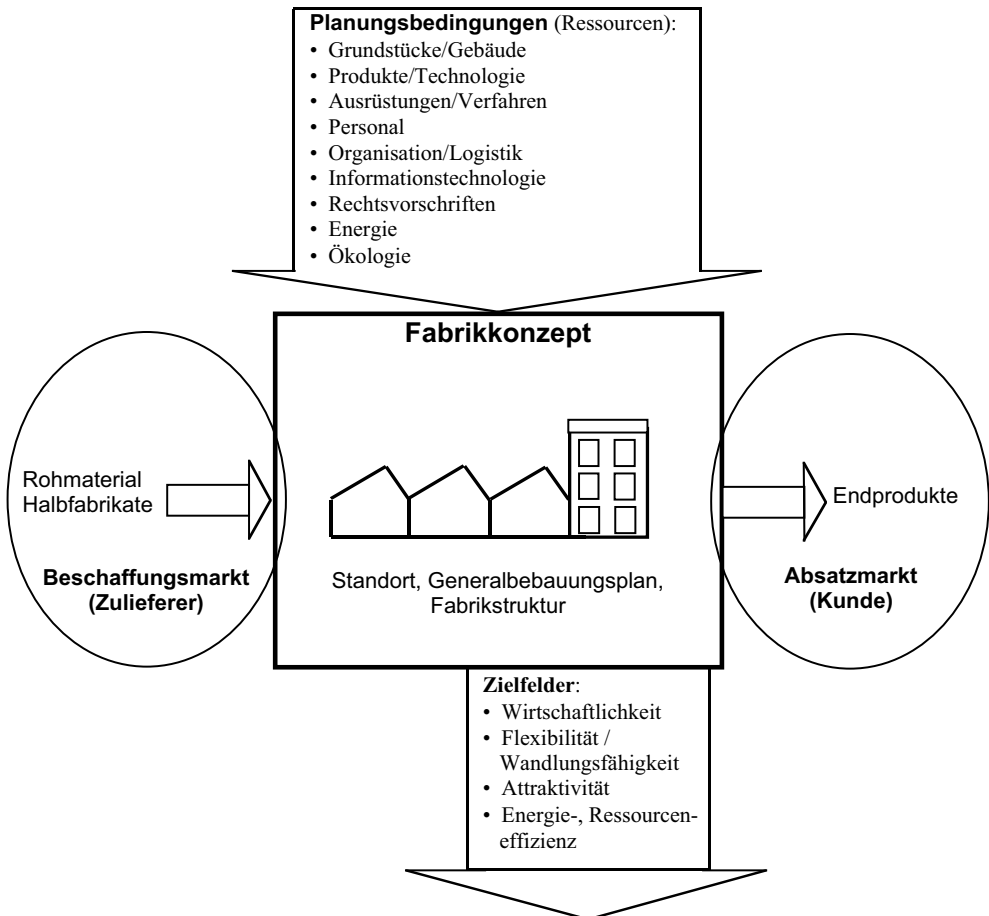 Planungsbedingungen (Ressourcen):
• Grundstücke/Gebäude
• Produkte/Technologie
• Ausrüstungen/Verfahren
• Personal
• Organisation/Logistik
• Informationstechnologie
• Rechtsvorschriften
• Energie
• Ökologie
Fabrikkonzept
Rohmaterial
Halbfabrikate
Beschaffungsmarkt
(Zulieferer)
Standort, Generalbebauungsplan,
Fabrikstruktur
Endprodukte
Absatzmarkt
(Kunde)
Zielfelder:
• Wirtschaftlichkeit
• Flexibilität /
Wandlungsfähigkeit
• Attraktivität
• Energie-, Ressourcen-
effizienz